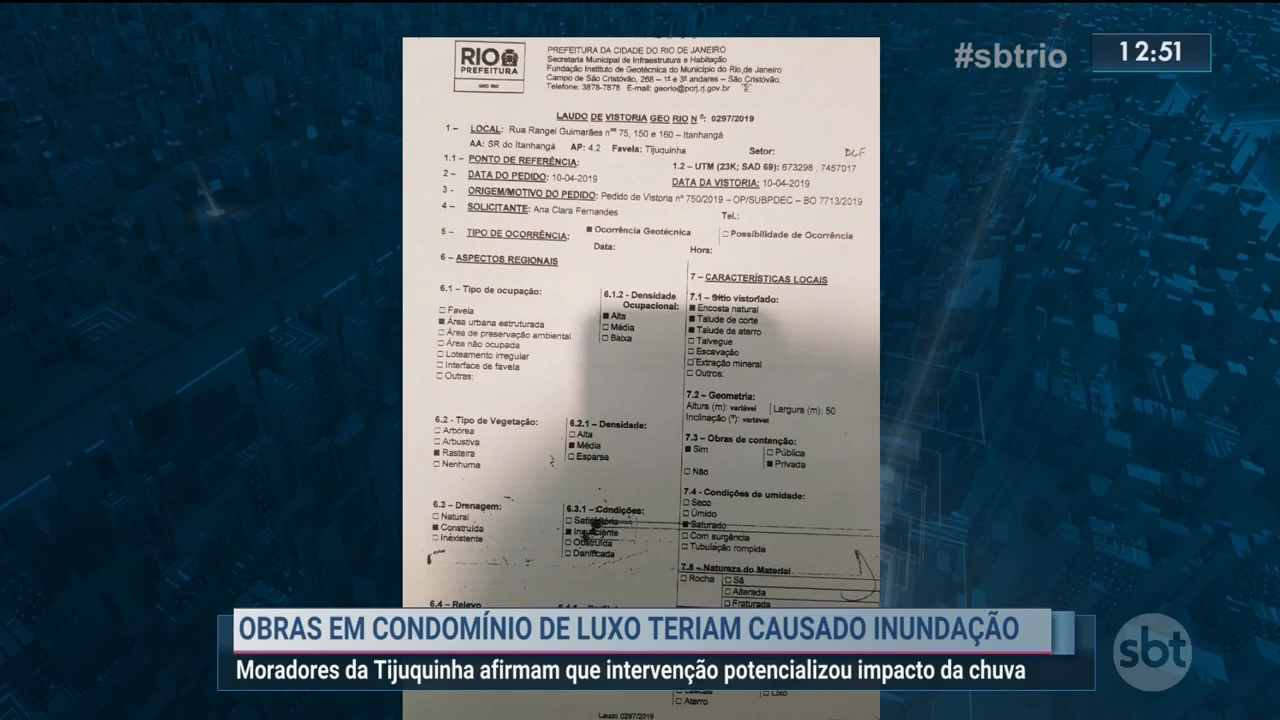 #sbtrio
12:51
RIO
PREFEITURA
GEO RIO
PREFEITURA DA CIDADE DO RIO DE JANEIRO
Secretaria Municipal de Infraestrutura e Habitação
Fundação Instituto de Geotécnica do Município do Rio de Janeiro
Campo de São Cristóvão, 268 – 1º e 3º andares – São Cristóvão.
Telefone: 3878-7878 E-mail: georio@pcrj.rj.gov.br
LAUDO DE VISTORIA GEO RIO N º: 0297/2019
1 – LOCAL: Rua Rangel Guimarães nºs 75, 150 e 160 – Itanhangá
AA: SR do Itanhangá AP: 4.2 Favela: Tijuquinha Setor: DLF
1.1 – PONTO DE REFERÊNCIA: 1.2 – UTM (23K; SAD 69): 673298 , 7457017
2 – DATA DO PEDIDO: 10-04-2019 DATA DA VISTORIA: 10-04-2019
3 - ORIGEM/MOTIVO DO PEDIDO: Pedido de Vistoria nº 750/2019 – OP/SUBPDEC – BO 7713/2019
4 – SOLICITANTE: Ana Clara Fernandes Tel.:
5 – TIPO DE OCORRÊNCIA: ■ Ocorrência Geotécnica □ Possibilidade de Ocorrência
Data: Hora:
6 – ASPECTOS REGIONAIS
6.1 – Tipo de ocupação:
□ Favela
■ Área urbana estruturada
□ Área de preservação ambiental
□ Área não ocupada
□ Loteamento irregular
□ Interface de favela
□ Outras:
6.1.2 - Densidade
Ocupacional:
■ Alta
□ Média
□ Baixa
6.2 - Tipo de Vegetação:
□ Arbórea
□ Arbustiva
■ Rasteira
□ Nenhuma
6.2.1 – Densidade:
□ Alta
■ Média
□ Esparsa
6.3 – Drenagem:
□ Natural
■ Construída
□ Inexistente
6.3.1 – Condições:
□ Satisfatória
■ Insuficiente
□ Obstruída
□ Danificada
6.4 – Relevo
7 – CARACTERÍSTICAS LOCAIS
7.1 – Sítio vistoriado:
■ Encosta natural
■ Talude de corte
■ Talude de aterro
□ Talvegue
□ Escavação
□ Extração mineral
□ Outros:
7.2 – Geometria:
Altura (m): variável Largura (m): 50
Inclinação (º): variável
7.3 – Obras de contenção:
■ Sim □ Pública
■ Privada
□ Não
7.4 - Condições de umidade:
□ Seco
□ Úmido
■ Saturado
□ Com surgência
□ Tubulação rompida
7.5 – Natureza do Material
□ Rocha □ Sã
□ Alterada
□ Fraturada
OBRAS EM CONDOMÍNIO DE LUXO TERIAM CAUSADO INUNDAÇÃO
Moradores da Tijuquinha afirmam que intervenção potencializou impacto da chuva
sbt
□ Lixo
□ Aterro
Laudo 0297/2019